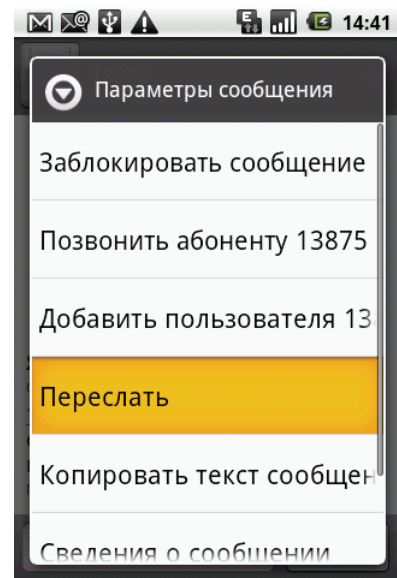 14:41
Параметры сообщения
Заблокировать сообщение
Позвонить абоненту 13875
Добавить пользователя 13
Переслать
Копировать текст сообщен
Сведения о сообщении